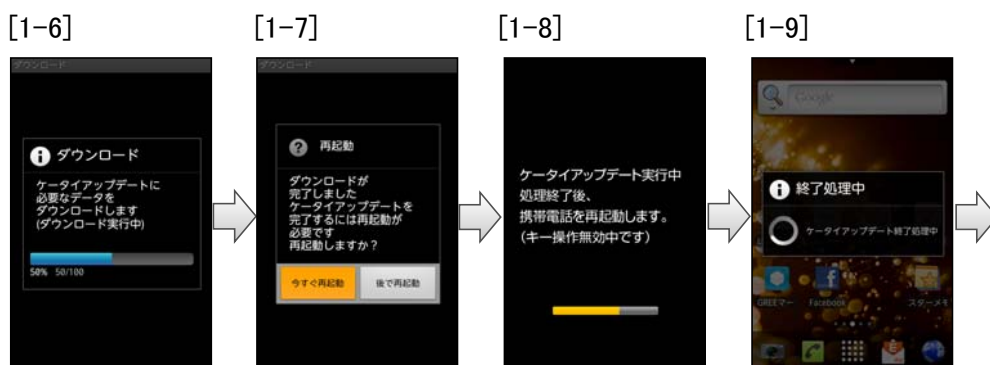 [1-6]
[1-7]
[1-8]
[1-9]
ダウンロード
ダウンロード
ケータイアップデートに
必要なデータを
ダウンロードします
(ダウンロード実行中)
50% 50/100
ダウンロード
再起動
ダウンロードが
完了しました
ケータイアップデートを
完了するには再起動が
必要です
再起動しますか？
今すぐ再起動
後で再起動
ケータイアップデート実行中
処理終了後、
携帯電話を再起動します。
(キー操作無効中です)
Google
終了処理中
ケータイアップデート終了処理中
GREEマー
Facebook
スターメモ